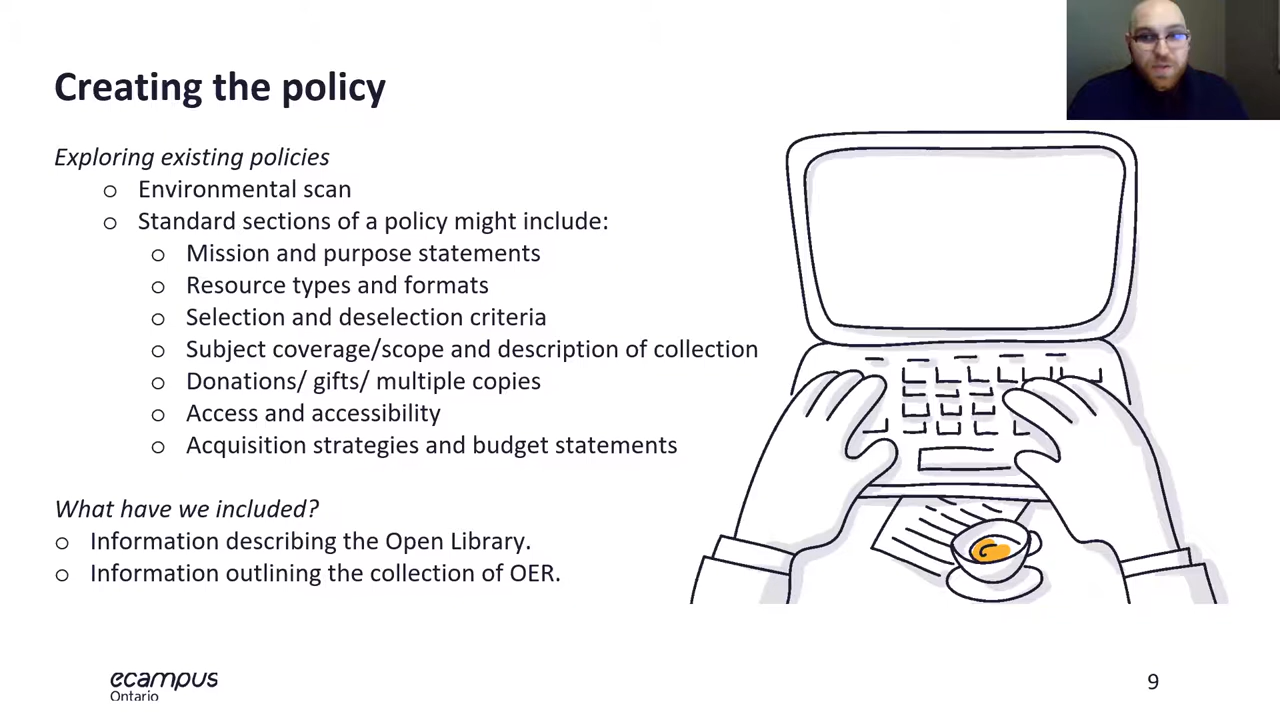 Creating the policy
Exploring existing policies
o Environmental scan
o Standard sections of a policy might include:
o Mission and purpose statements
o Resource types and formats
o Selection and deselection criteria
o Subject coverage/scope and description of collection
o Donations/ gifts/ multiple copies
o Access and accessibility
o Acquisition strategies and budget statements
What have we included?
o Information describing the Open Library.
o Information outlining the collection of OER.
ecampus
Ontario
9